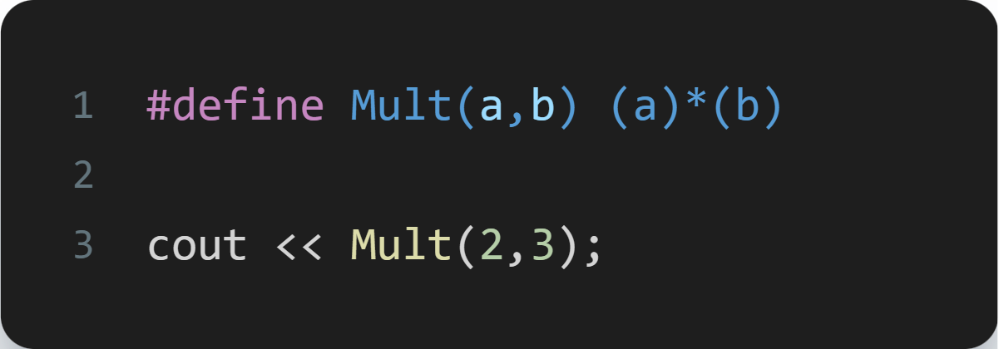 1 #define Mult(a,b) (a)*(b)
2
3 cout << Mult(2,3);